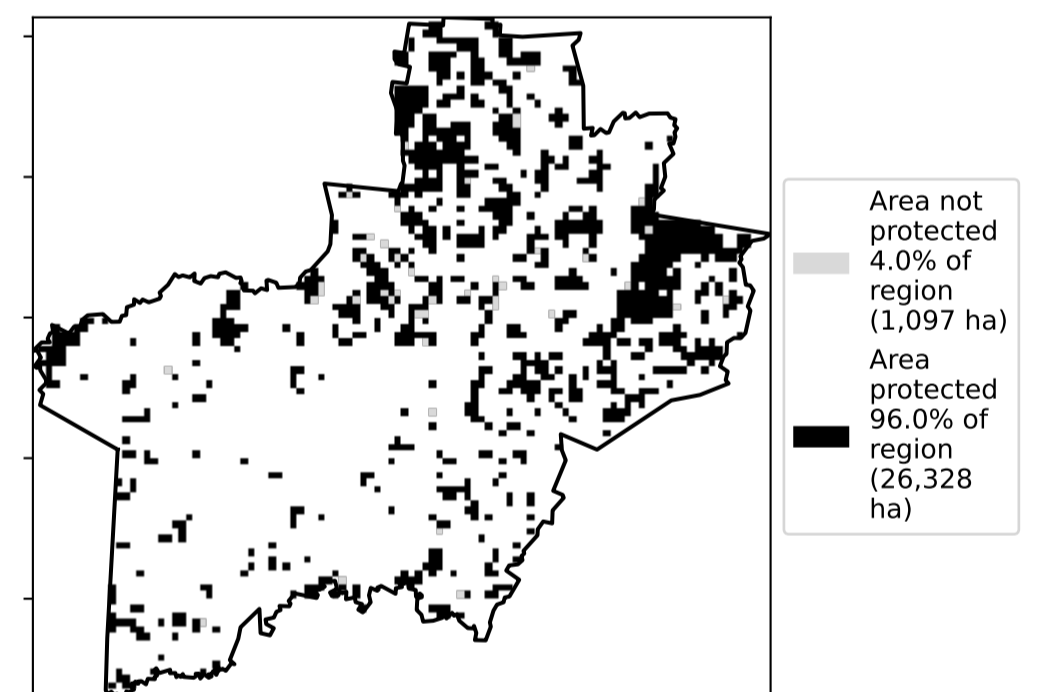 Area not
protected
4.0% of
region
(1,097 ha)
Area
protected
96.0% of
region
(26,328
ha)